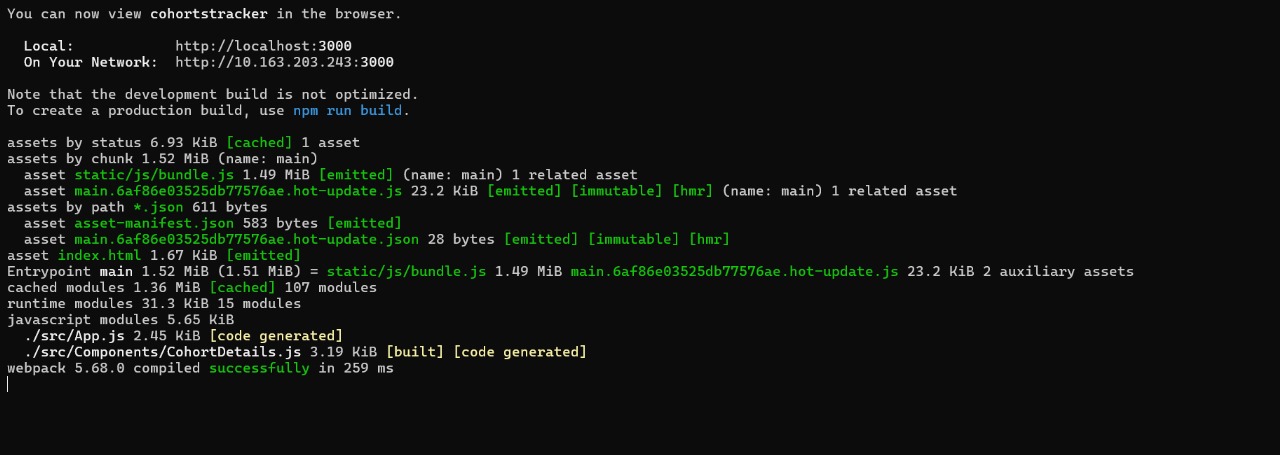 You can now view cohortstracker in the browser.
Local: http://localhost:3000
On Your Network: http://10.163.203.243:3000
Note that the development build is not optimized.
To create a production build, use npm run build.
assets by status 6.93 KiB [cached] 1 asset
assets by chunk 1.52 MiB (name: main)
asset static/js/bundle.js 1.49 MiB [emitted] (name: main) 1 related asset
asset main.6af86e03525db77576ae.hot-update.js 23.2 KiB [emitted] [immutable] [hmr] (name: main) 1 related asset
assets by path *.json 611 bytes
asset asset-manifest.json 583 bytes [emitted]
asset main.6af86e03525db77576ae.hot-update.json 28 bytes [emitted] [immutable] [hmr]
asset index.html 1.67 KiB [emitted]
Entrypoint main 1.52 MiB (1.51 MiB) = static/js/bundle.js 1.49 MiB main.6af86e03525db77576ae.hot-update.js 23.2 KiB 2 auxiliary assets
cached modules 1.36 MiB [cached] 107 modules
runtime modules 31.3 KiB 15 modules
javascript modules 5.65 KiB
./src/App.js 2.45 KiB [code generated]
./src/Components/CohortDetails.js 3.19 KiB [built] [code generated]
webpack 5.68.0 compiled successfully in 259 ms